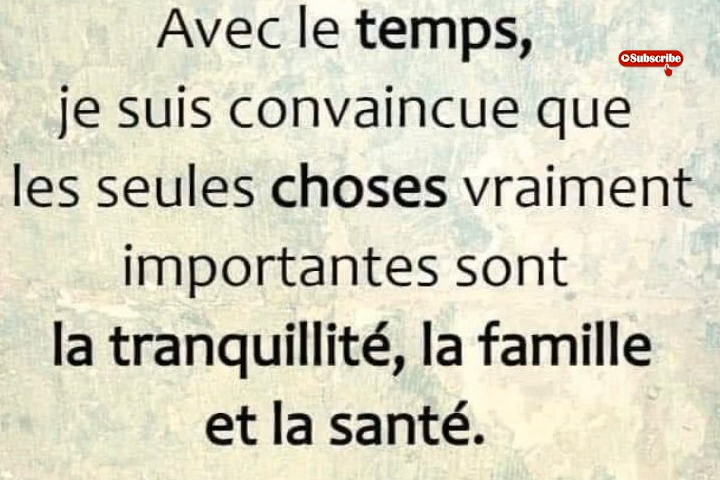 Avec le temps,
Subscribe
je suis convaincue que
les seules choses vraiment
importantes sont
la tranquillité, la famille
et la santé.